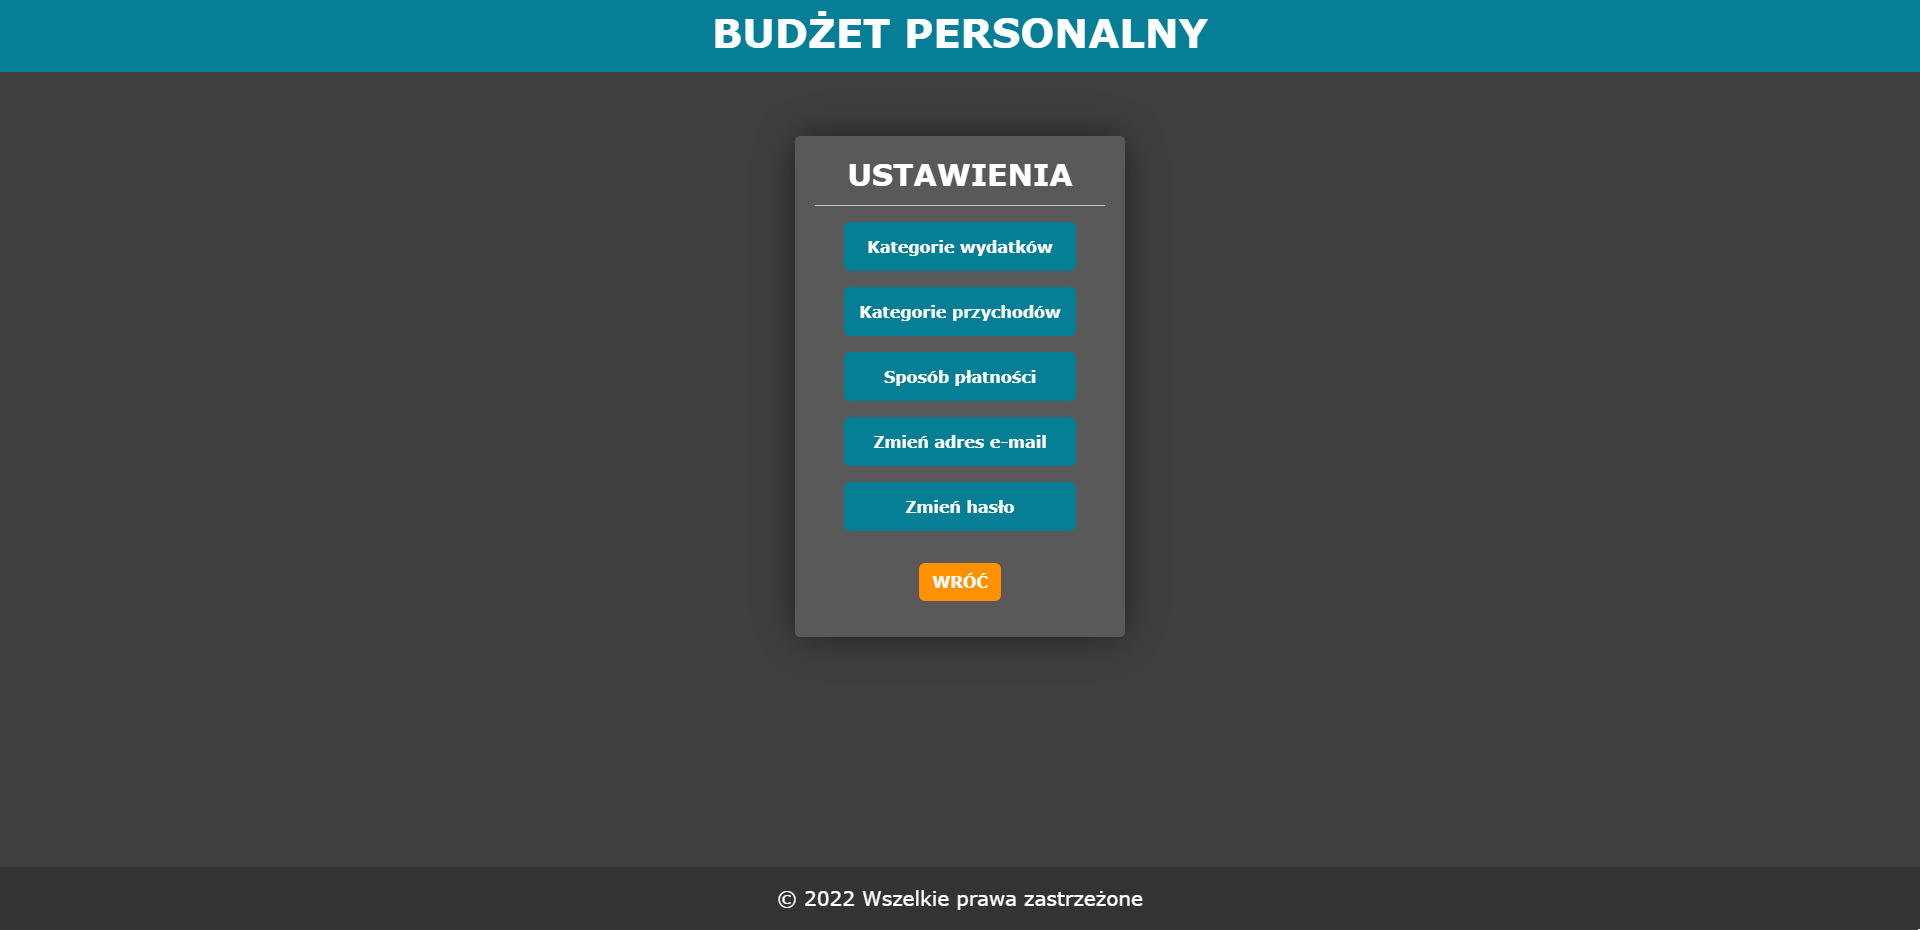 BUDŻET PERSONALNY
USTAWIENIA
Kategorie wydatków
Kategorie przychodów
Sposób płatności
Zmień adres e-mail
Zmień hasło
WRÓĆ
© 2022 Wszelkie prawa zastrzeżone